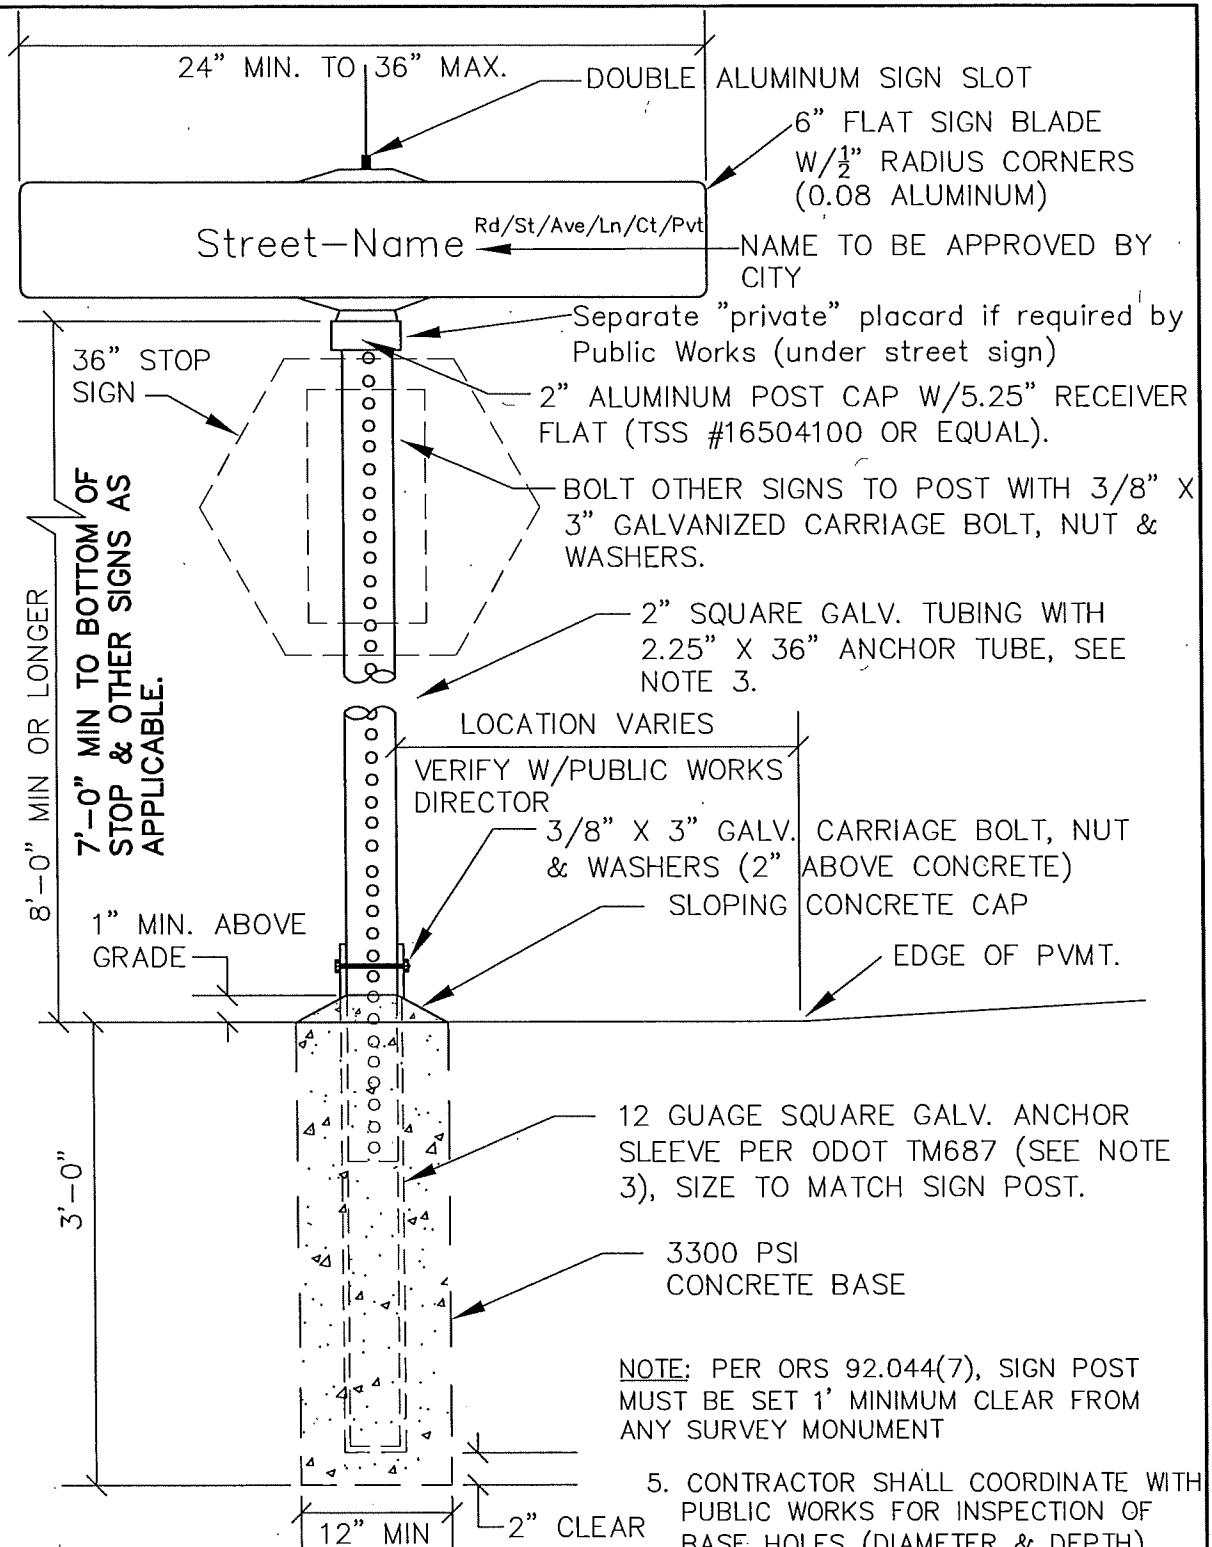 24" MIN. TO 36" MAX.
DOUBLE ALUMINUM SIGN SLOT
6" FLAT SIGN BLADE
W/½" RADIUS CORNERS
(0.08 ALUMINUM)
Street-Name Rd/St/Ave/Ln/Ct/Pvt
NAME TO BE APPROVED BY
CITY
Separate "private" placard if required by
Public Works (under street sign)
36" STOP
SIGN
2" ALUMINUM POST CAP W/5.25" RECEIVER
FLAT (TSS #16504100 OR EQUAL).
BOLT OTHER SIGNS TO POST WITH 3/8" X
3" GALVANIZED CARRIAGE BOLT, NUT &
WASHERS.
8'-0" MIN OR LONGER
7'-0" MIN TO BOTTOM OF
STOP & OTHER SIGNS AS
APPLICABLE.
2" SQUARE GALV. TUBING WITH
2.25" X 36" ANCHOR TUBE, SEE
NOTE 3.
LOCATION VARIES
VERIFY W/PUBLIC WORKS
DIRECTOR
3/8" X 3" GALV. CARRIAGE BOLT, NUT
& WASHERS (2" ABOVE CONCRETE)
SLOPING CONCRETE CAP
1" MIN. ABOVE
GRADE
EDGE OF PVMT.
3'-0"
12 GUAGE SQUARE GALV. ANCHOR
SLEEVE PER ODOT TM687 (SEE NOTE
3), SIZE TO MATCH SIGN POST.
3300 PSI
CONCRETE BASE
NOTE: PER ORS 92.044(7), SIGN POST
MUST BE SET 1' MINIMUM CLEAR FROM
ANY SURVEY MONUMENT
5. CONTRACTOR SHALL COORDINATE WITH
PUBLIC WORKS FOR INSPECTION OF
BASE HOLES (DIAMETER & DEPTH)
12" MIN
2" CLEAR